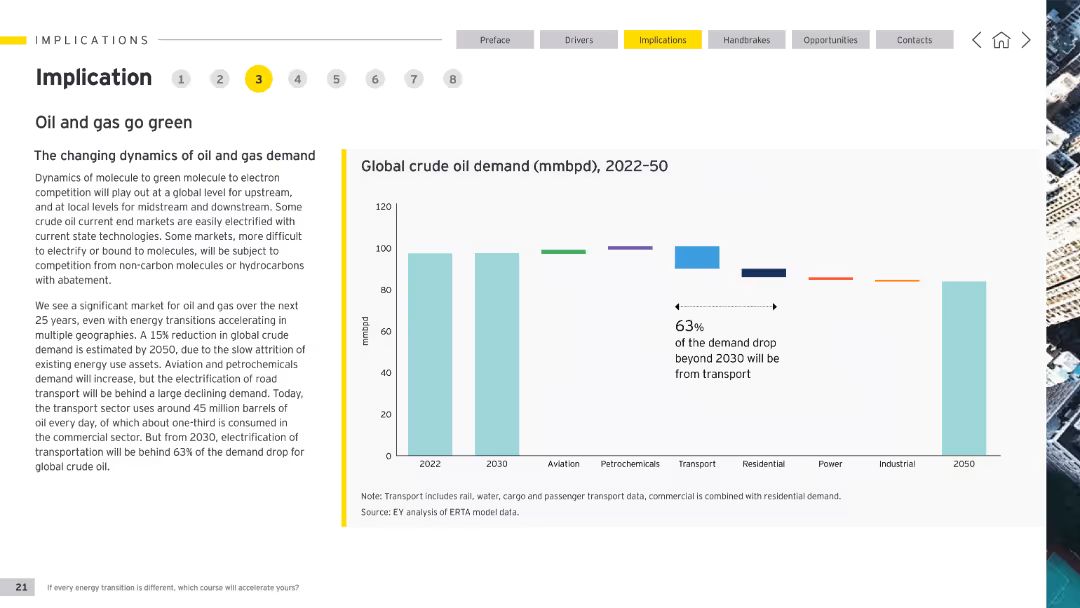 IMPLICATIONS
Preface
Drivers
Implications
Handbrakes
Opportunities
Contacts
Implication
1 2 3 4 5 6 7 8
Oil and gas go green
The changing dynamics of oil and gas demand
Dynamics of molecule to green molecule to electron
competition will play out at a global level for upstream,
and at local levels for midstream and downstream. Some
crude oil current end markets are easily electrified with
current state technologies. Some markets, more difficult
to electrify or bound to molecules, will be subject to
competition from non-carbon molecules or hydrocarbons
with abatement.
We see a significant market for oil and gas over the next
25 years, even with energy transitions accelerating in
multiple geographies. A 15% reduction in global crude
demand is estimated by 2050, due to the slow attrition of
existing energy use assets. Aviation and petrochemicals
demand will increase, but the electrification of road
transport will be behind a large declining demand. Today,
the transport sector uses around 45 million barrels of
oil every day, of which about one-third is consumed in
the commercial sector. But from 2030, electrification of
transportation will be behind 63% of the demand drop for
global crude oil.
Global crude oil demand (mmbpd), 2022–50
120
100
80
60
40
20
0
mmbpd
63%
of the demand drop
beyond 2030 will be
from transport
2022
2030
Aviation
Petrochemicals
Transport
Residential
Power
Industrial
2050
Note: Transport includes rail, water, cargo and passenger transport data, commercial is combined with residential demand.
Source: EY analysis of ERTA model data.
21
If every energy transition is different, which course will accelerate yours?